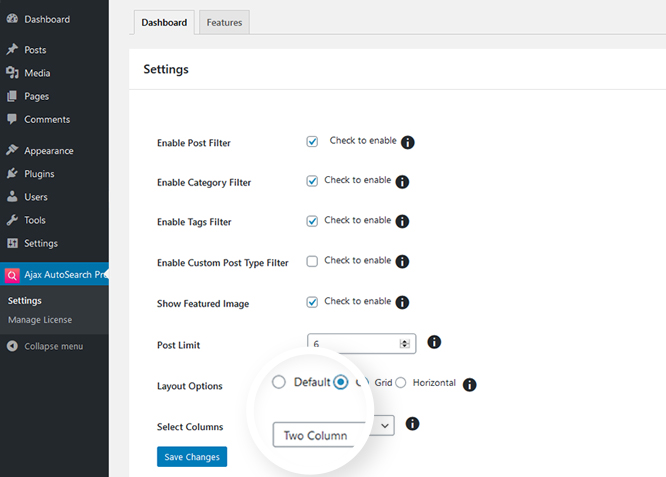 Dashboard
Posts
Media
Pages
Comments
Appearance
Plugins
Users
Tools
Settings
Ajax AutoSearch
Settings
Manage License
Collapse menu
Dashboard Features
Settings
Enable Post Filter Check to enable
Enable Category Filter Check to enable
Enable Tags Filter Check to enable
Enable Custom Post Type Filter Check to enable
Show Featured Image Check to enable
Post Limit 6
Layout Options Default Grid Horizontal
Select Columns Two Column
Save Changes